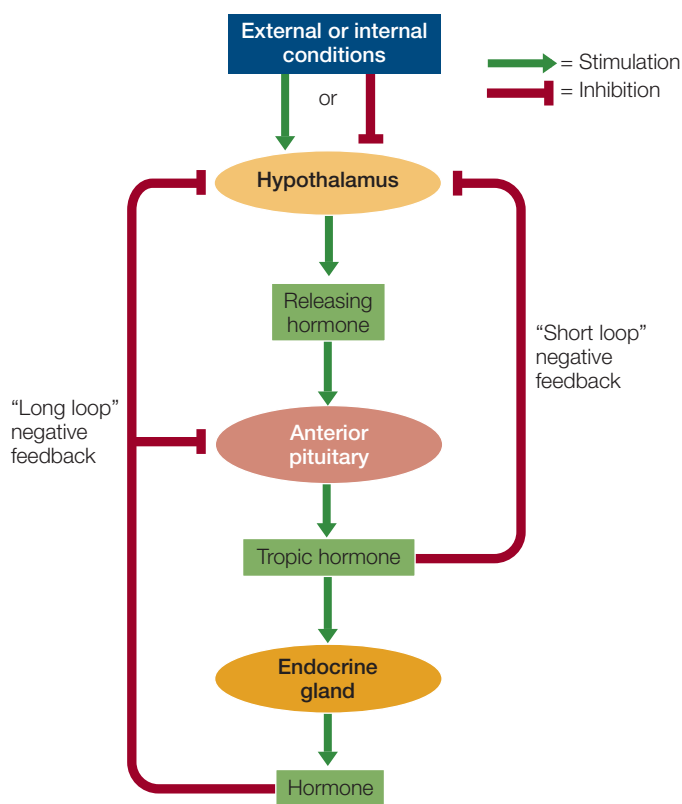 External or internal
conditions
= Stimulation
or
= Inhibition
Hypothalamus
Releasing
hormone
“Short loop”
negative
feedback
“Long loop”
negative
feedback
Anterior
pituitary
Tropic hormone
Endocrine
gland
Hormone